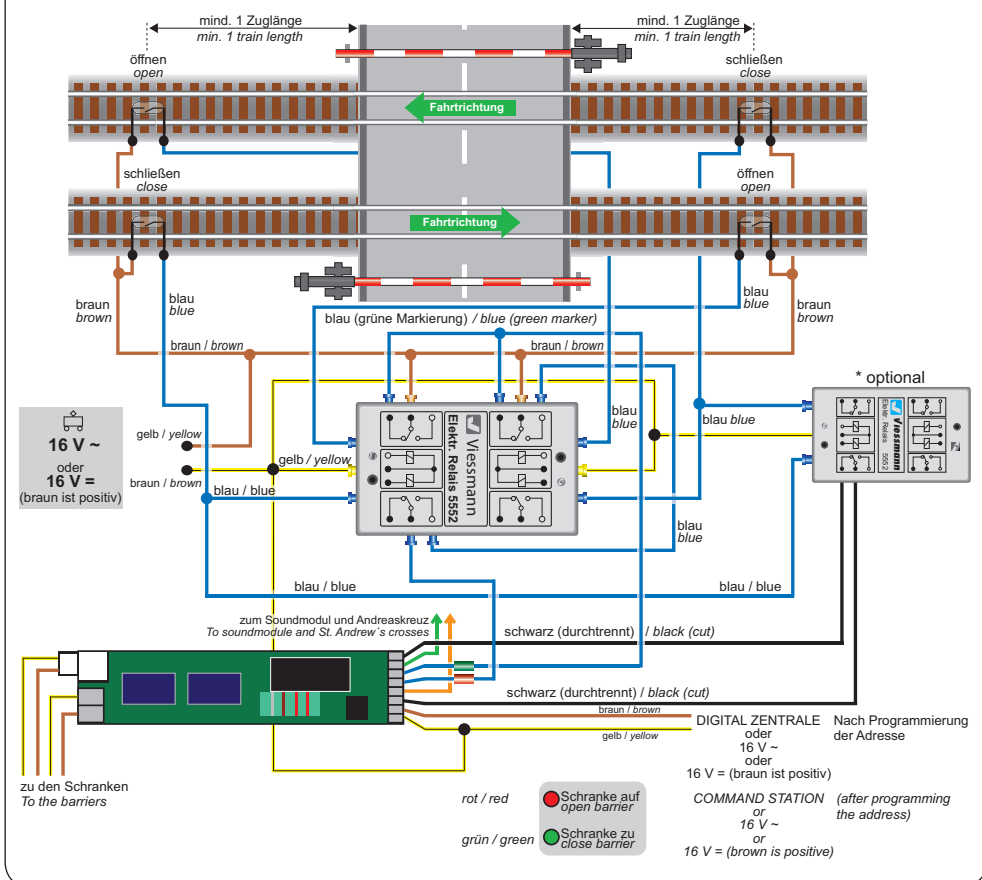 mind. 1 Zuglänge
min. 1 train length
mind. 1 Zuglänge
min. 1 train length
öffnen
open
schließen
close
Fahrtrichtung
schließen
close
öffnen
open
Fahrtrichtung
braun
brown
blau
blue
blau
blue
braun
brown
blau (grüne Markierung) / blue (green marker)
braun / brown
braun / brown
* optional
16 V ~
oder
16 V =
(braun ist positiv)
gelb / yellow
braun / brown
gelb / yellow
blau / blue
blau
blue
blau blue
Viessmann
Elektr. Relais 5552
Viessmann
Elektr. Relais 5552
blau
blue
blau / blue
blau / blue
zum Soundmodul und Andreaskreuz
To soundmodule and St. Andrew´s crosses
schwarz (durchtrennt) / black (cut)
schwarz (durchtrennt) / black (cut)
braun / brown
gelb / yellow
DIGITAL ZENTRALE
oder
16 V ~
oder
16 V = (braun ist positiv)
Nach Programmierung
der Adresse
zu den Schranken
To the barriers
rot / red
Schranke auf
open barrier
grün / green
Schranke zu
close barrier
COMMAND STATION
or
16 V ~
or
16 V = (brown is positive)
(after programming
the address)